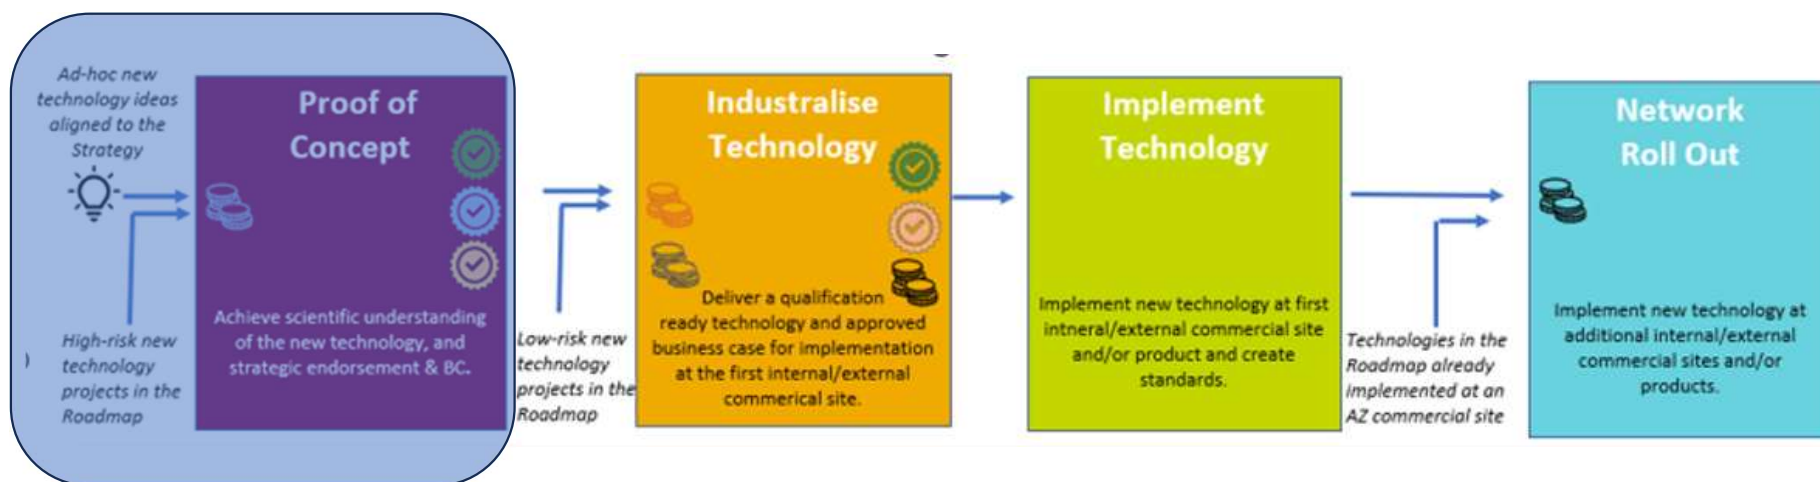 Ad-hoc new
technology ideas
aligned to the
Strategy
High-risk new
technology
projects in the
Roadmap
Proof of
Concept
Achieve scientific understanding
of the new technology, and
strategic endorsement & BC.
Low-risk new
technology
projects in the
Roadmap
Industralise
Technology
Deliver a qualification
ready technology and approved
business case for implementation
at the first internal/external
commerical site.
Implement
Technology
Implement new technology at first
intneral/external commercial site
and/or product and create
standards.
Technologies in the
Roadmap already
implemented at an
AZ commercial site
Network
Roll Out
Implement new technology at
additional internal/external
commercial sites and/or
products.